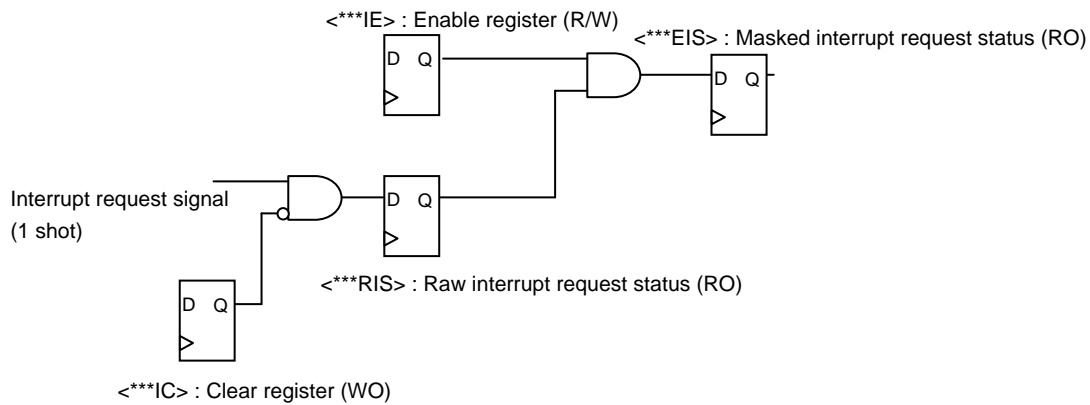 <***IE> : Enable register (R/W)
<***EIS> : Masked interrupt request status (RO)
D Q
D Q
Interrupt request signal
(1 shot)
D Q
<***RIS> : Raw interrupt request status (RO)
D Q
<***IC> : Clear register (WO)